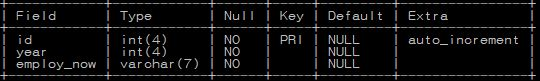 | Field | Type | Null | Key | Default | Extra |
| id | int(4) | NO | PRI | NULL | auto_increment |
| year | int(4) | NO | | NULL | |
| employ_now | varchar(7) | NO | | NULL | |